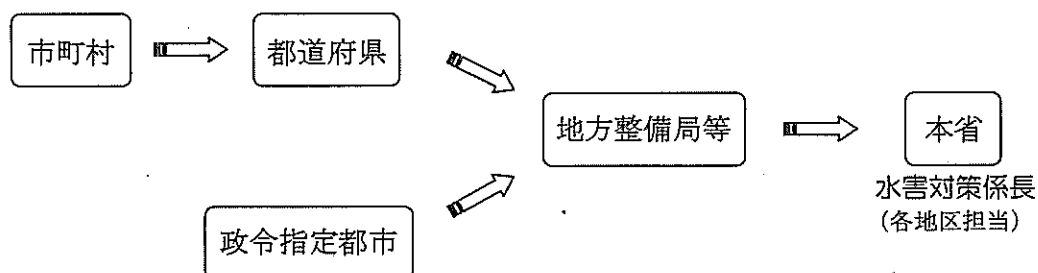 市町村
都道府県
地方整備局等
本省
水害対策係長
(各地区担当)
政令指定都市